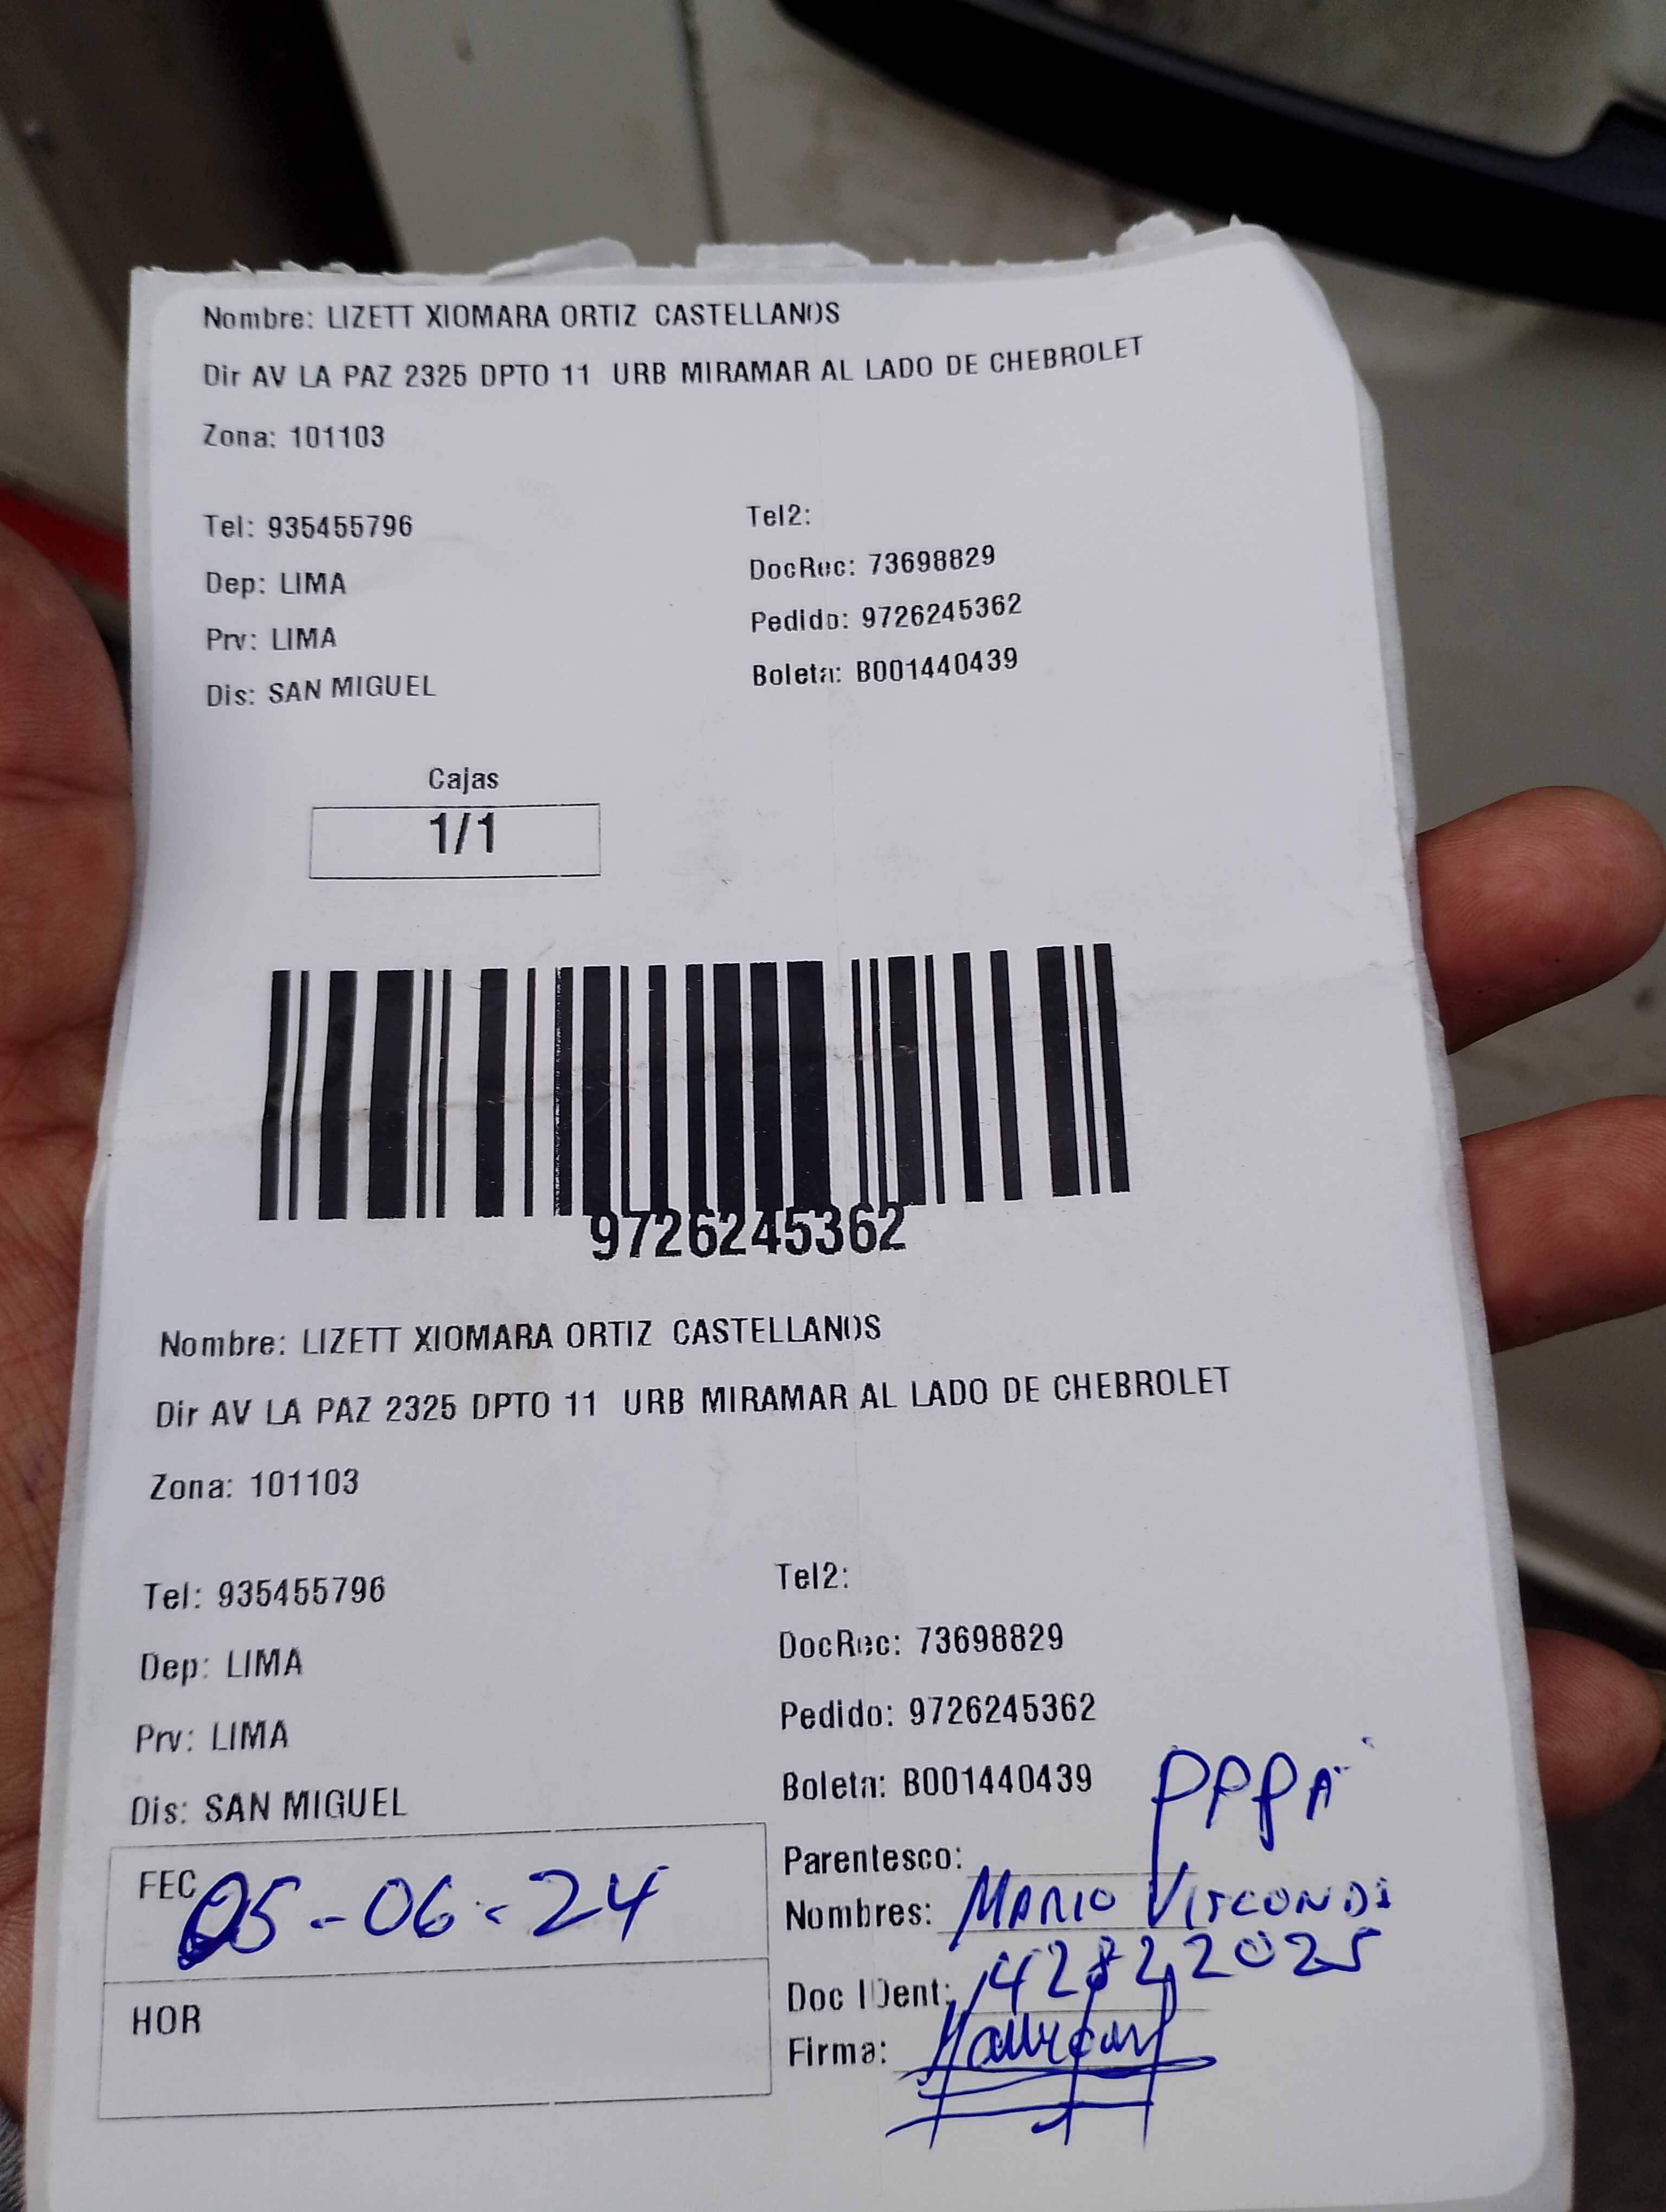 Nombre: LIZETT XIOMARA ORTIZ CASTELLANOS
Dir AV LA PAZ 2325 DPTO 11 URB MIRAMAR AL LADO DE CHEBROLET
Zona: 101103
Tel: 935455796 Tel2:
DocRec: 73698829
Dep: LIMA
Pedido: 9726245362
Prv: LIMA
Boleta: B001440439
Dis: SAN MIGUEL
Cajas
1/1
9726245362
Nombre: LIZETT XIOMARA ORTIZ CASTELLANOS
Dir AV LA PAZ 2325 DPTO 11 URB MIRAMAR AL LADO DE CHEBROLET
Zona: 101103
Tel: 935455796 Tel2:
Dep: LIMA DocRec: 73698829
Prv: LIMA Pedido: 9726245362
Dis: SAN MIGUEL Boleta: B001440439
FEC 05-06-24
HOR
Parentesco: PAPA
Nombres: MARIO
Doc IDent:
Firma: